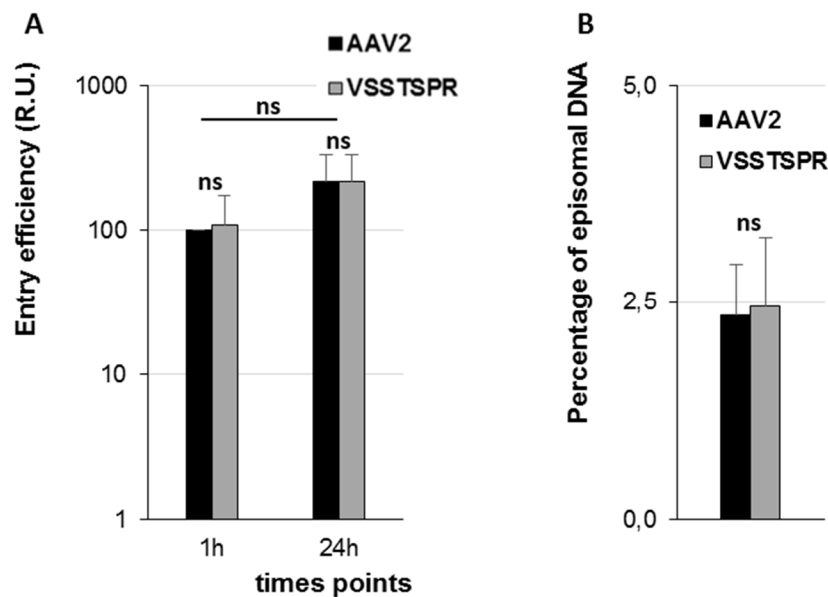 A
AAV2
VSSTSPR
Entry efficiency (R.U.)
1000
100
10
1
ns
ns
ns
1h
24h
times points
B
AAV2
VSSTSPR
Percentage of episomal DNA
5,0
2,5
0,0
ns